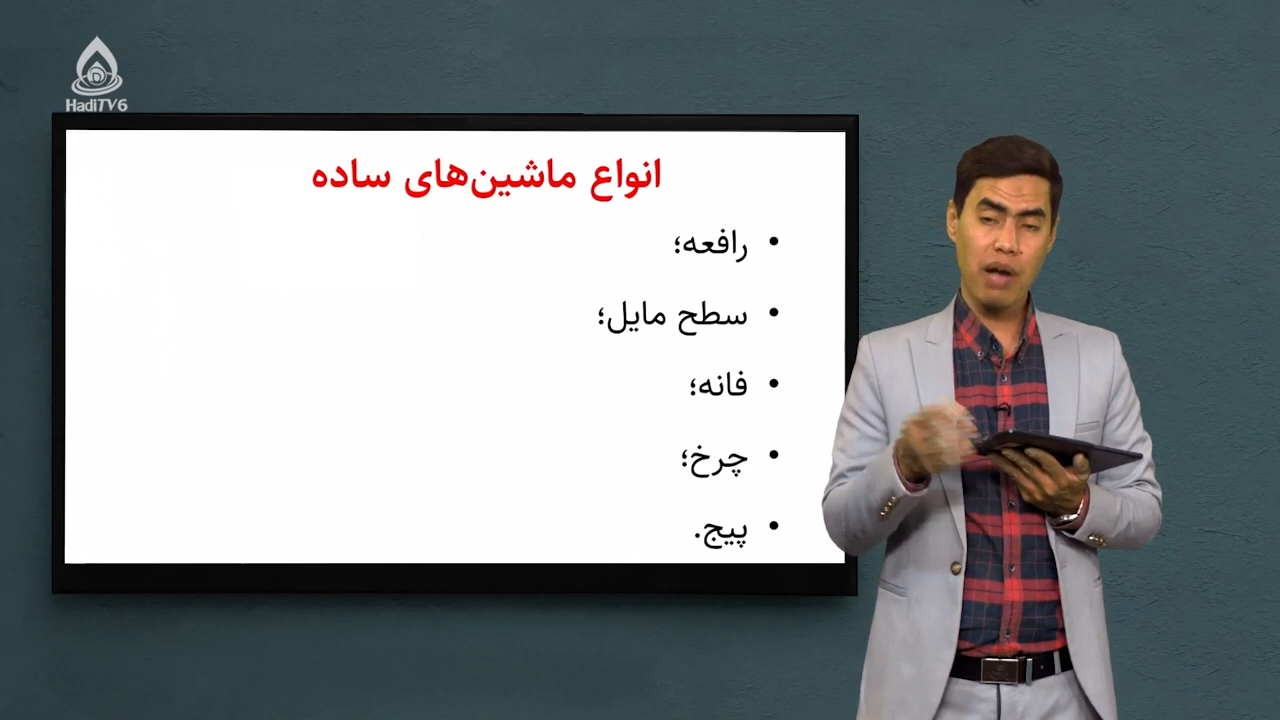 HadiTV6
انواع ماشین‌های ساده
• رافعه؛
• سطح مایل؛
• فانه؛
• چرخ؛
• پیچ.